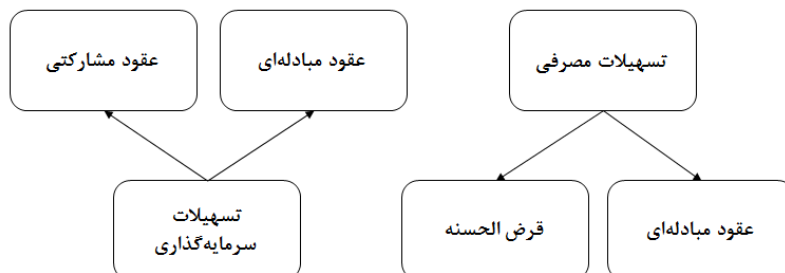 تسهیلات مصرفی
عقود مبادله‌ای
عقود مشارکتی
عقود مبادله‌ای
قرض الحسنه
تسهیلات
سرمایه‌گذاری